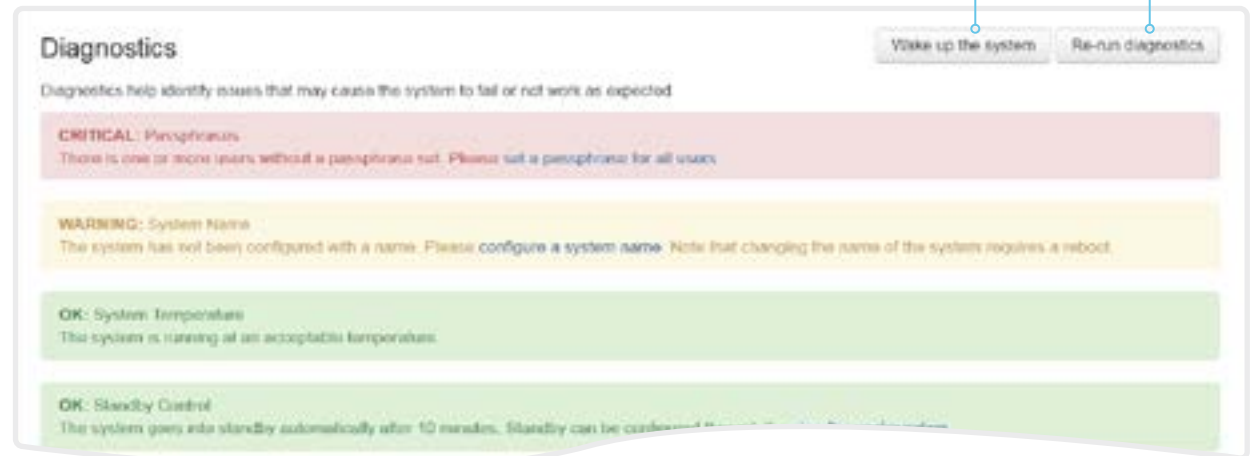 Diagnostics
Wake up the system
Re-run diagnostics
Diagnostics help identify issues that may cause the system to fail or not work as expected
CRITICAL: Passphrases
There is one or more users without a passphrase set. Please set a passphrase for all users
WARNING: System Name
The system has not been configured with a name. Please configure a system name. Note that changing the name of the system requires a reboot.
OK: System Temperature
The system is running at an acceptable temperature.
OK: Standby Control
The system goes into standby automatically after 10 minutes. Standby can be configured